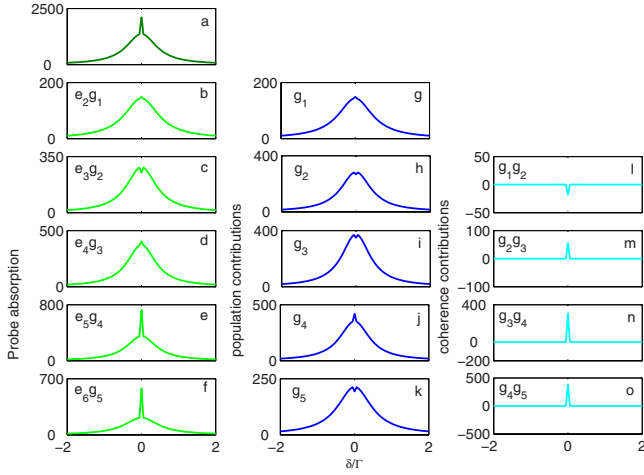 2500
a
0
200
e2g1
b
0
350
e3g2
c
0
500
e4g3
d
0
800
e5g4
e
0
700
e6g5
f
0
−2
0
2
Probe absorption
200
g1
g
0
400
g2
h
0
400
g3
i
0
500
g4
j
0
250
g5
k
0
−2
0
2
δ/Γ
population contributions
50
g1g2
l
0
−50
100
g2g3
m
0
−100
400
g3g4
n
0
−200
500
g4g5
o
0
−500
−2
0
2
coherence contributions